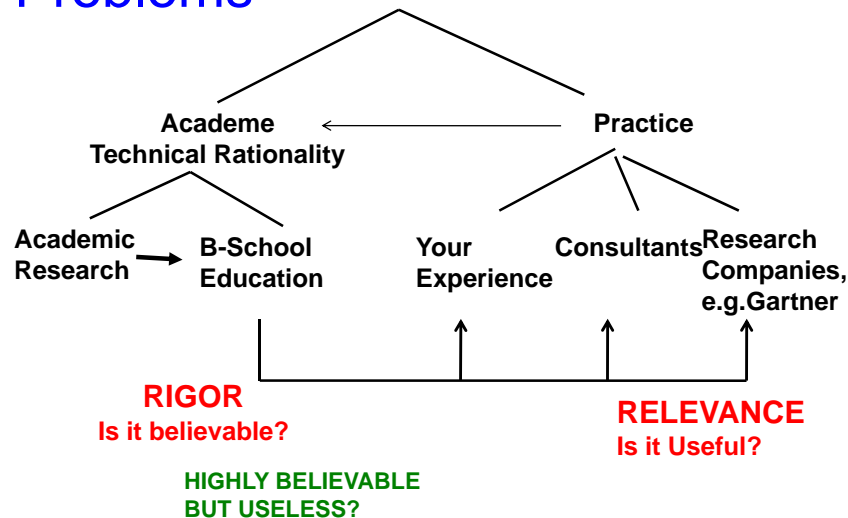 Problems
Academe
Technical Rationality
Practice
Academic
Research
B-School
Education
Your
Experience
Consultants
Research
Companies,
e.g.Gartner
RIGOR
Is it believable?
RELEVANCE
Is it Useful?
HIGHLY BELIEVABLE
BUT USELESS?